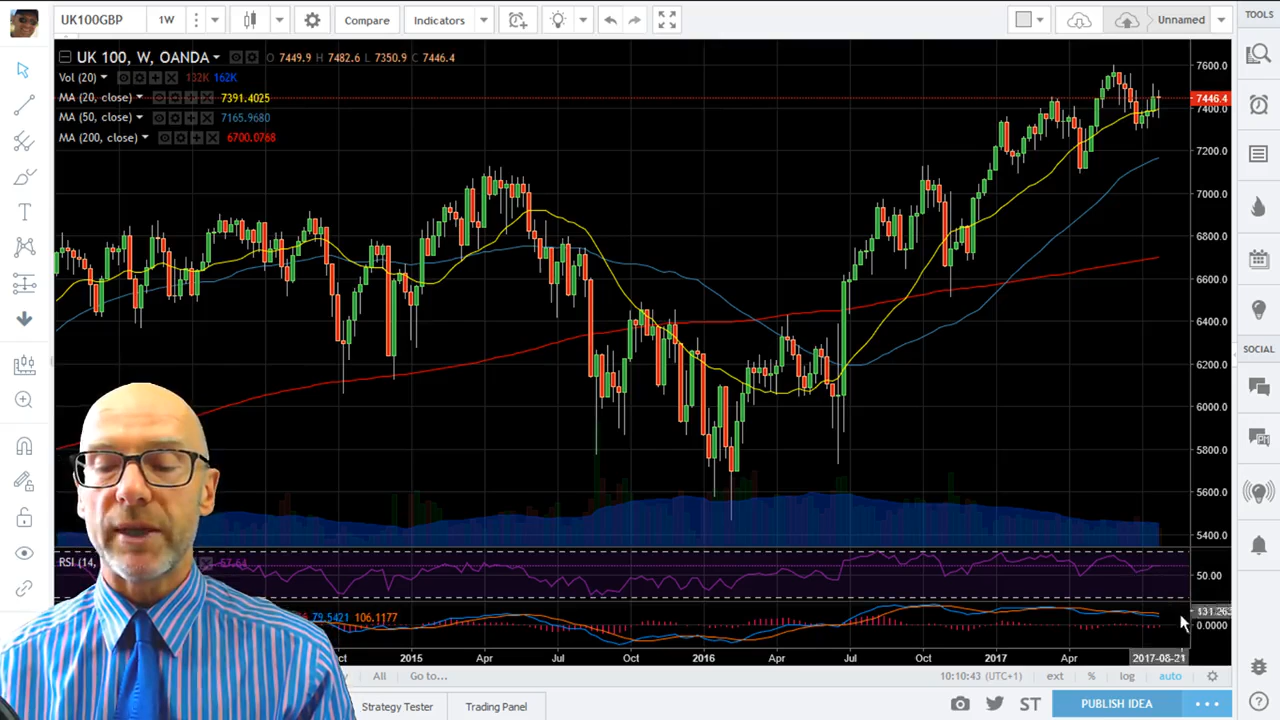 UK100GBP 1W Compare Indicators Unnamed TOOLS
UK 100, W, OANDA O 7449.9 H 7482.6 L 7350.9 C 7446.4
Vol (20) 132K 162K
MA (20, close) 7391.4025
MA (50, close) 7165.9680
MA (200, close) 6700.0768
7600.0
7446.4
7400.0
7200.0
7000.0
6800.0
6600.0
6400.0
6200.0
6000.0
5800.0
5600.0
5400.0
SOCIAL
RSI (14, 57.64
50.00
79.5421 106.1177
0.0000
2015 Apr Jul Oct 2016 Apr Jul Oct 2017 Apr 2017-08-21
All Go to... 10:10:43 (UTC+1) ext % log auto
Strategy Tester Trading Panel ST PUBLISH IDEA